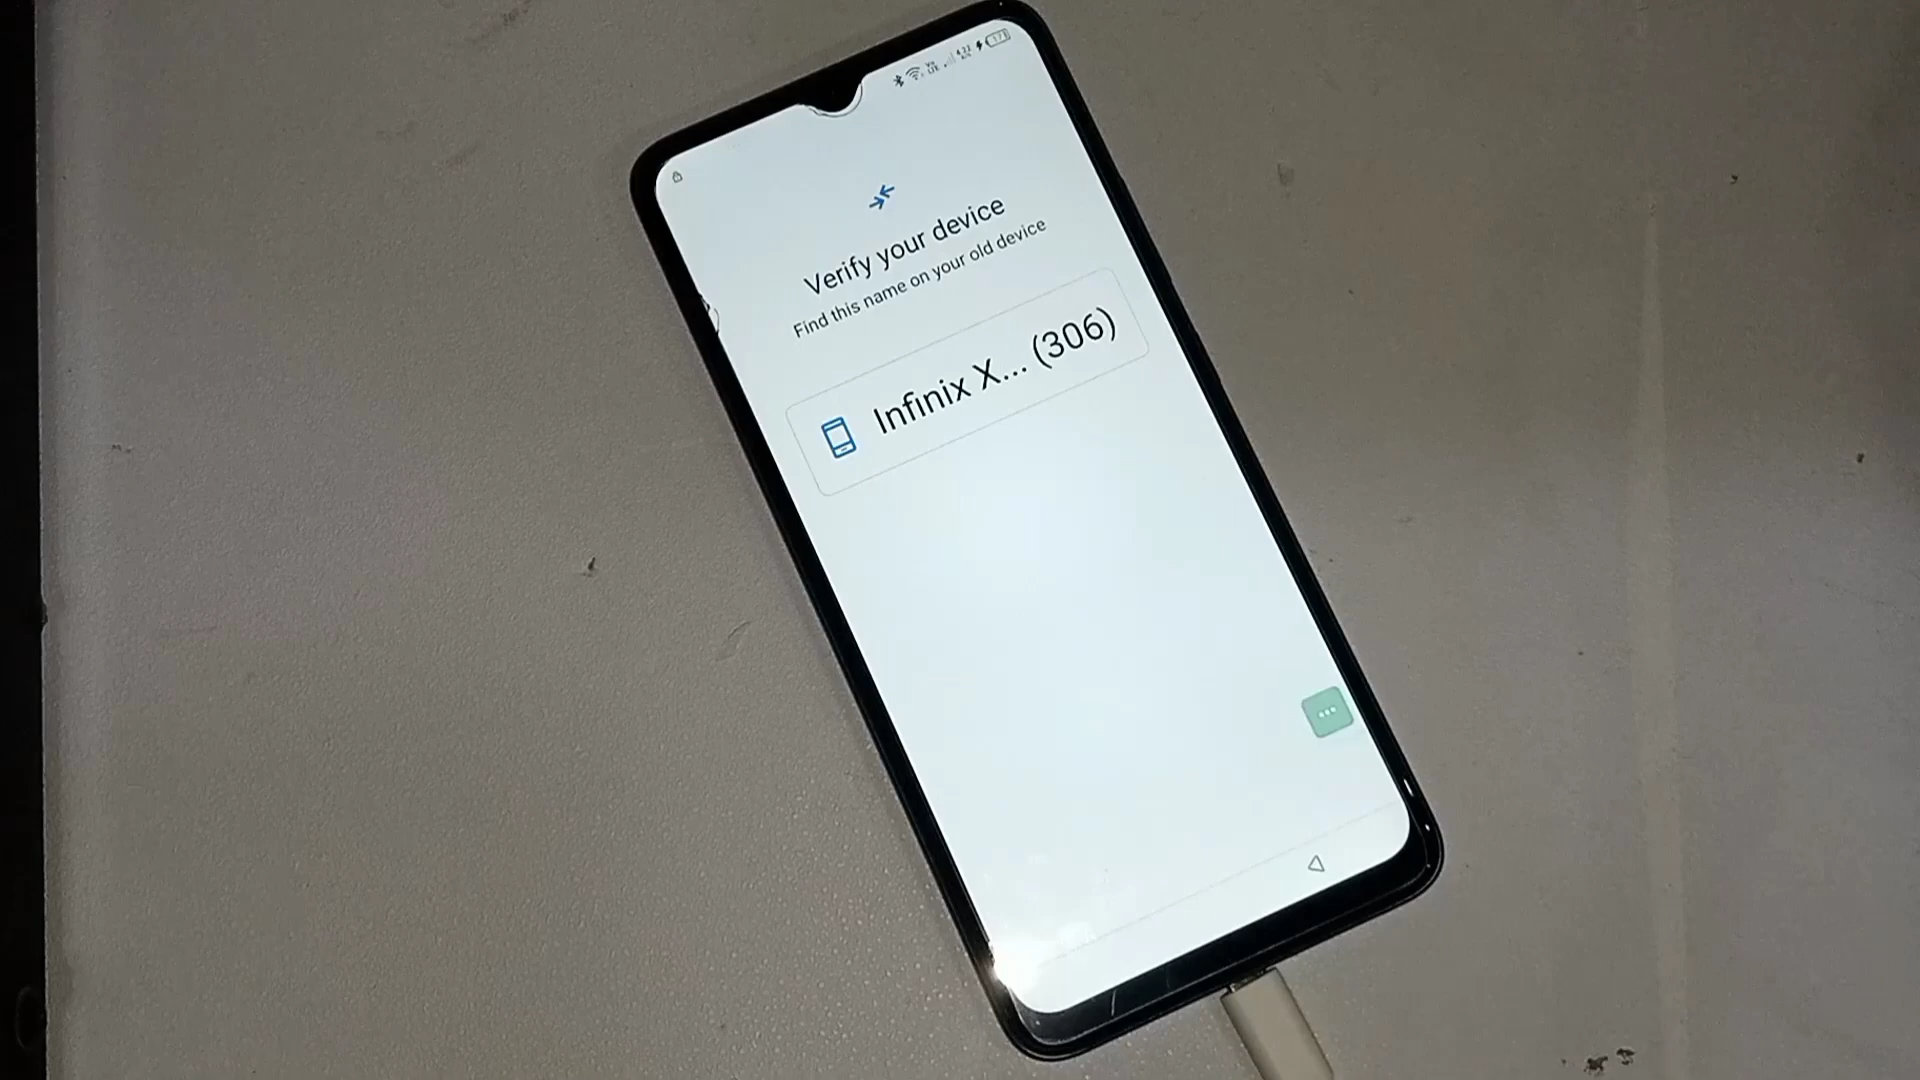 Verify your device
Find this name on your old device
Infinix X... (306)